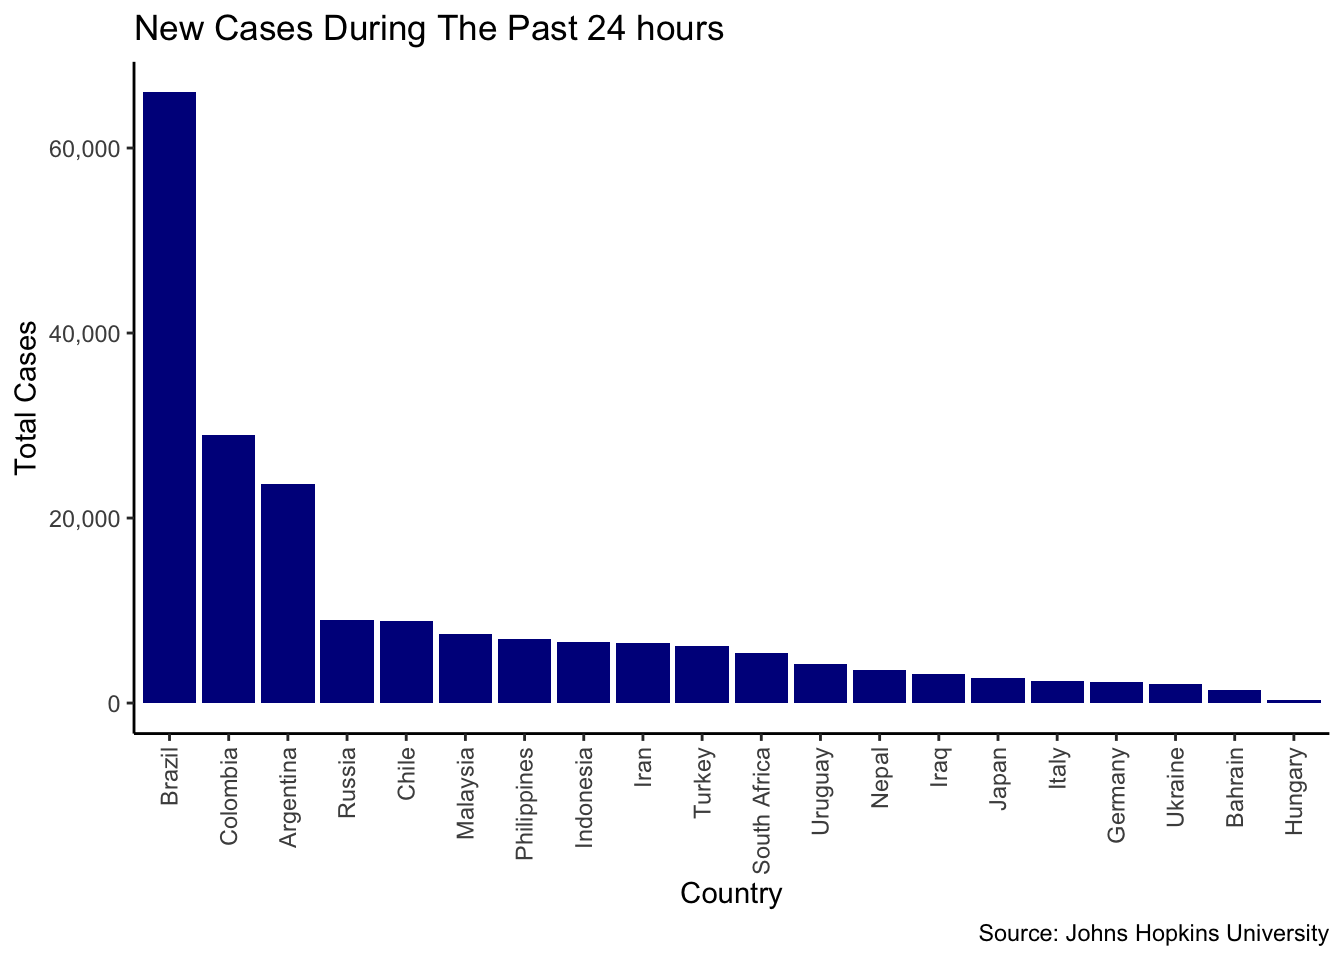 New Cases During The Past 24 hours
Total Cases
60,000
40,000
20,000
0
Brazil
Colombia
Argentina
Russia
Chile
Malaysia
Philippines
Indonesia
Iran
Turkey
South Africa
Uruguay
Nepal
Iraq
Japan
Italy
Germany
Ukraine
Bahrain
Hungary
Country
Source: Johns Hopkins University